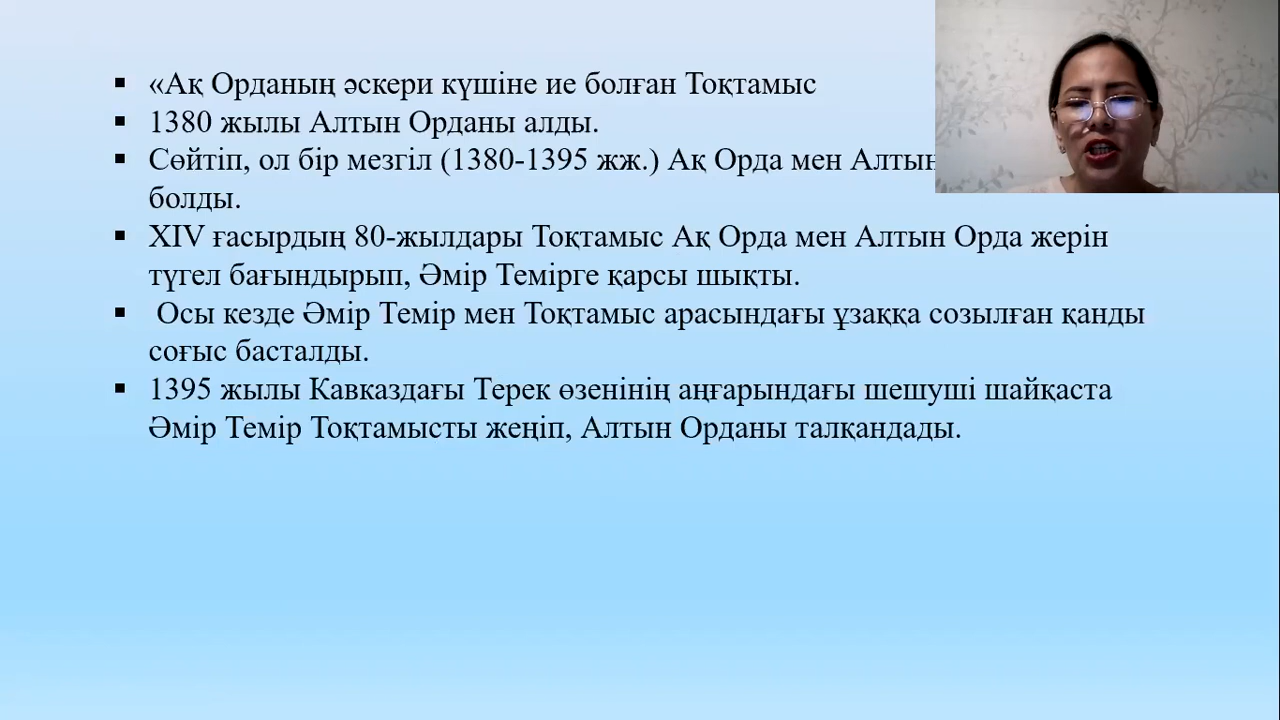 «Ақ Орданың әскери күшіне ие болған Тоқтамыс
1380 жылы Алтын Орданы алды.
Сөйтіп, ол бір мезгіл (1380-1395 жж.) Ақ Орда мен Алтын
болды.
XIV ғасырдың 80-жылдары Тоқтамыс Ақ Орда мен Алтын Орда жерін
түгел бағындырып, Әмір Темірге қарсы шықты.
Осы кезде Әмір Темір мен Тоқтамыс арасындағы ұзаққа созылған қанды
соғыс басталды.
1395 жылы Кавказдағы Терек өзенінің аңғарындағы шешуші шайқаста
Әмір Темір Тоқтамысты жеңіп, Алтын Орданы талқандады.